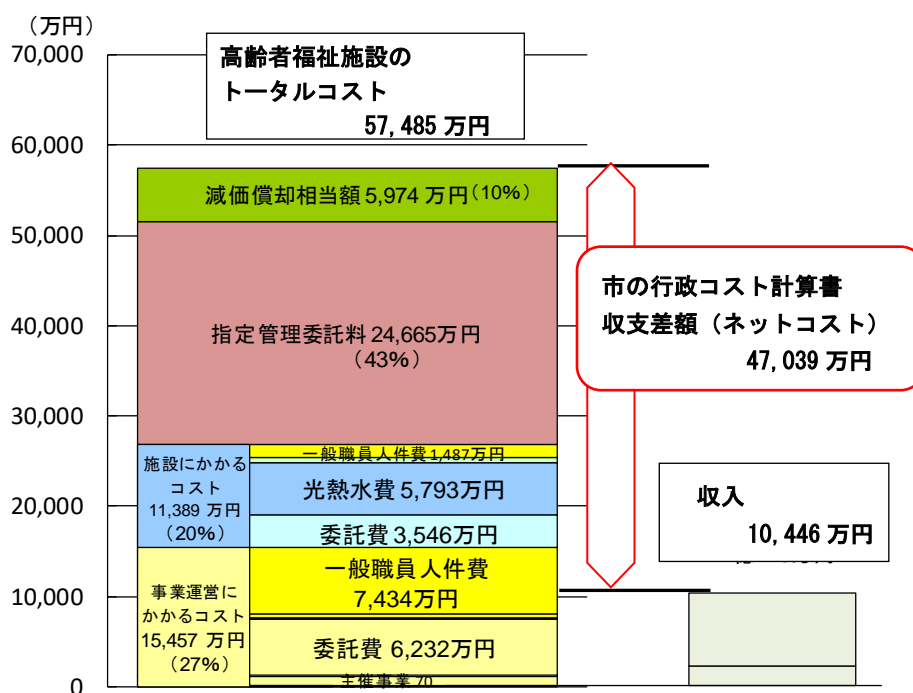 （万円）
70,000
60,000
50,000
40,000
30,000
20,000
10,000
0
高齢者福祉施設の
トータルコスト
57,485 万円
減価償却相当額 5,974 万円(10%)
指定管理委託料 24,665万円
（43%）
施設にかかる
コスト
11,389 万円
（20%）
一般職員人件費 1,487万円
光熱水費 5,793万円
委託費 3,546万円
事業運営に
かかるコスト
15,457 万円
（27%）
一般職員人件費
7,434万円
委託費 6,232万円
主催事業 70
市の行政コスト計算書
収支差額（ネットコスト）
47,039 万円
収入
10,446 万円